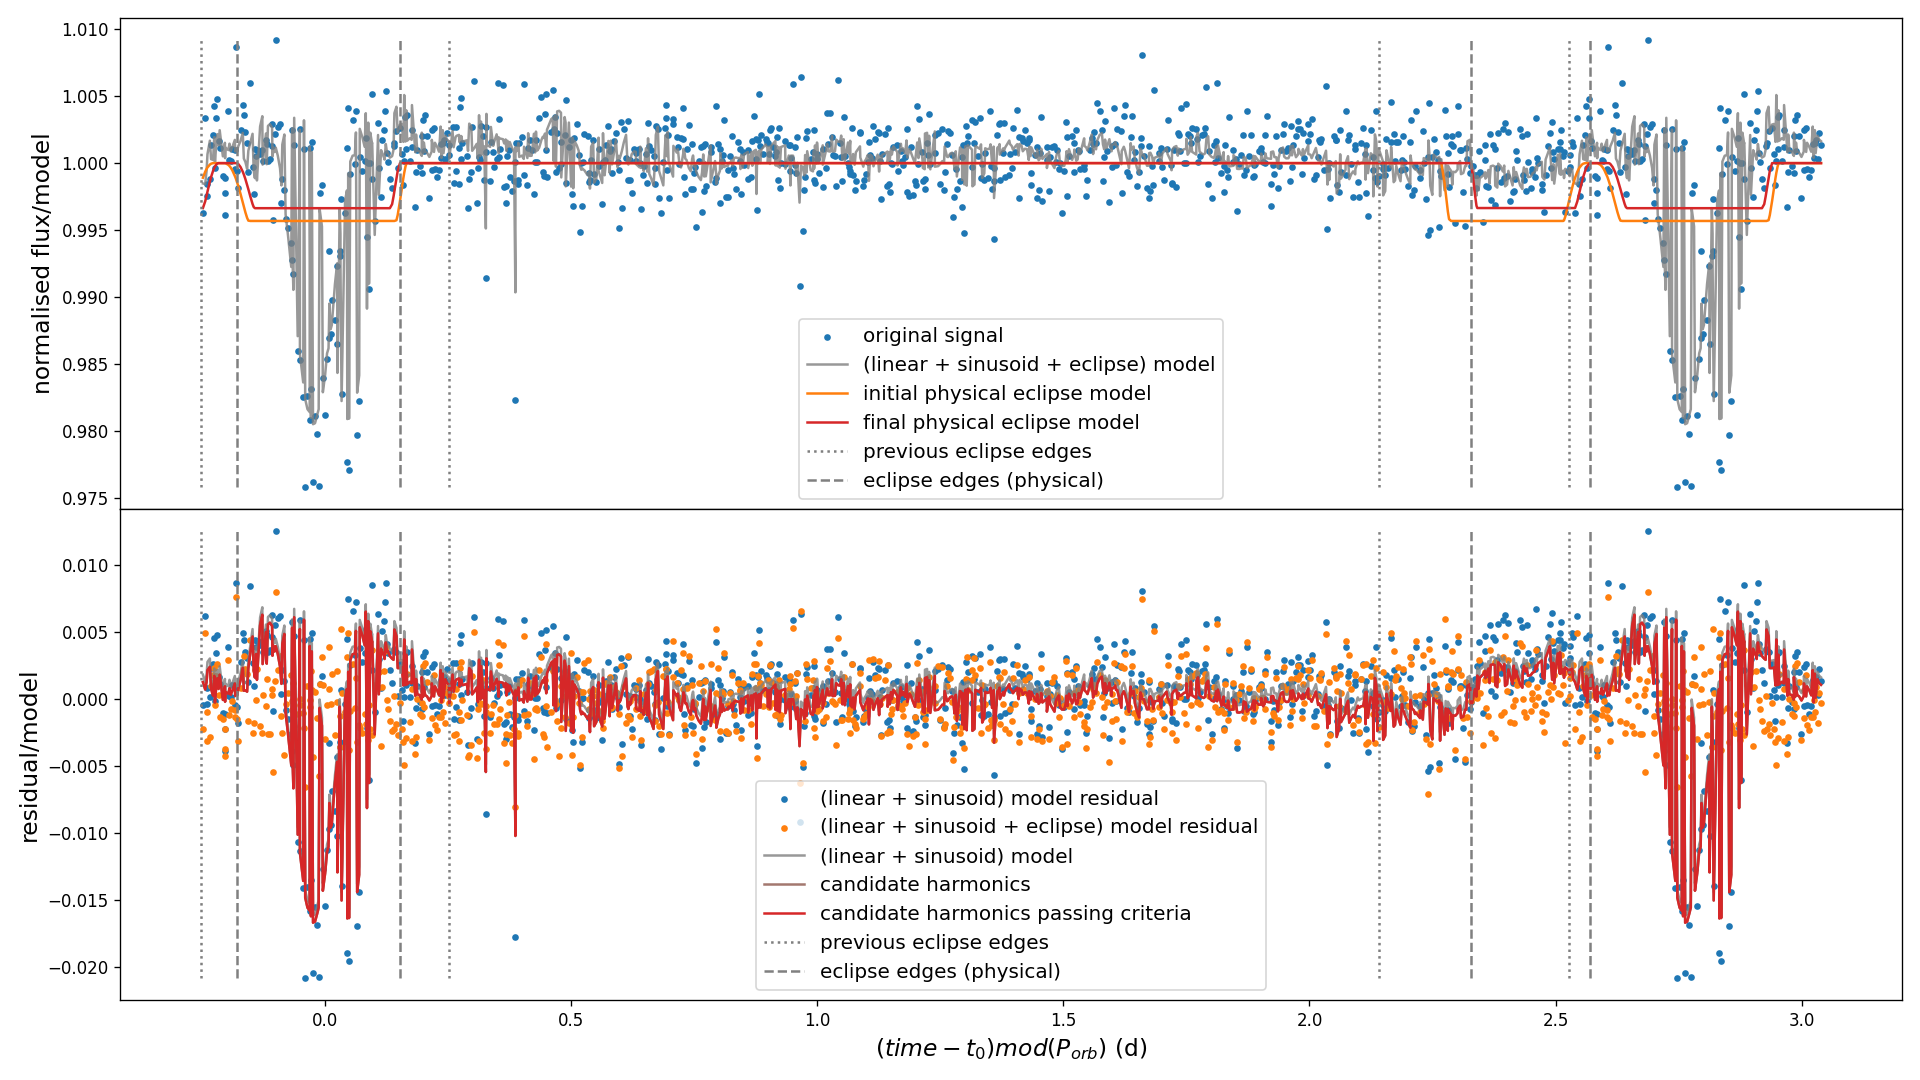 1.010
1.005
1.000
0.995
0.990
0.985
0.980
0.975
normalised flux/model
original signal
(linear + sinusoid + eclipse) model
initial physical eclipse model
final physical eclipse model
previous eclipse edges
eclipse edges (physical)
0.010
0.005
0.000
−0.005
−0.010
−0.015
−0.020
residual/model
(linear + sinusoid) model residual
(linear + sinusoid + eclipse) model residual
(linear + sinusoid) model
candidate harmonics
candidate harmonics passing criteria
previous eclipse edges
eclipse edges (physical)
0.0 0.5 1.0 1.5 2.0 2.5 3.0
(time − t₀)mod(P_orb) (d)